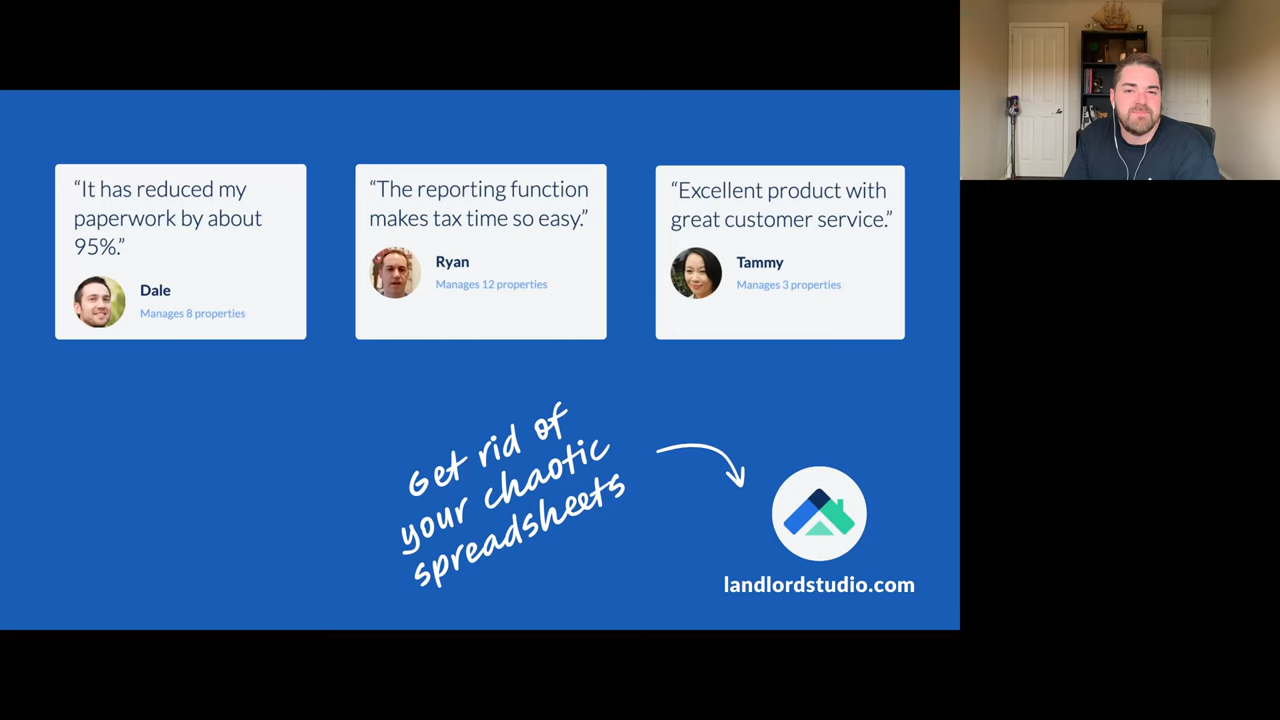 “It has reduced my
paperwork by about
95%.”
Dale
Manages 8 properties
“The reporting function
makes tax time so easy.”
Ryan
Manages 12 properties
“Excellent product with
great customer service.”
Tammy
Manages 3 properties
Get rid of
your chaotic
spreadsheets
landlordstudio.com